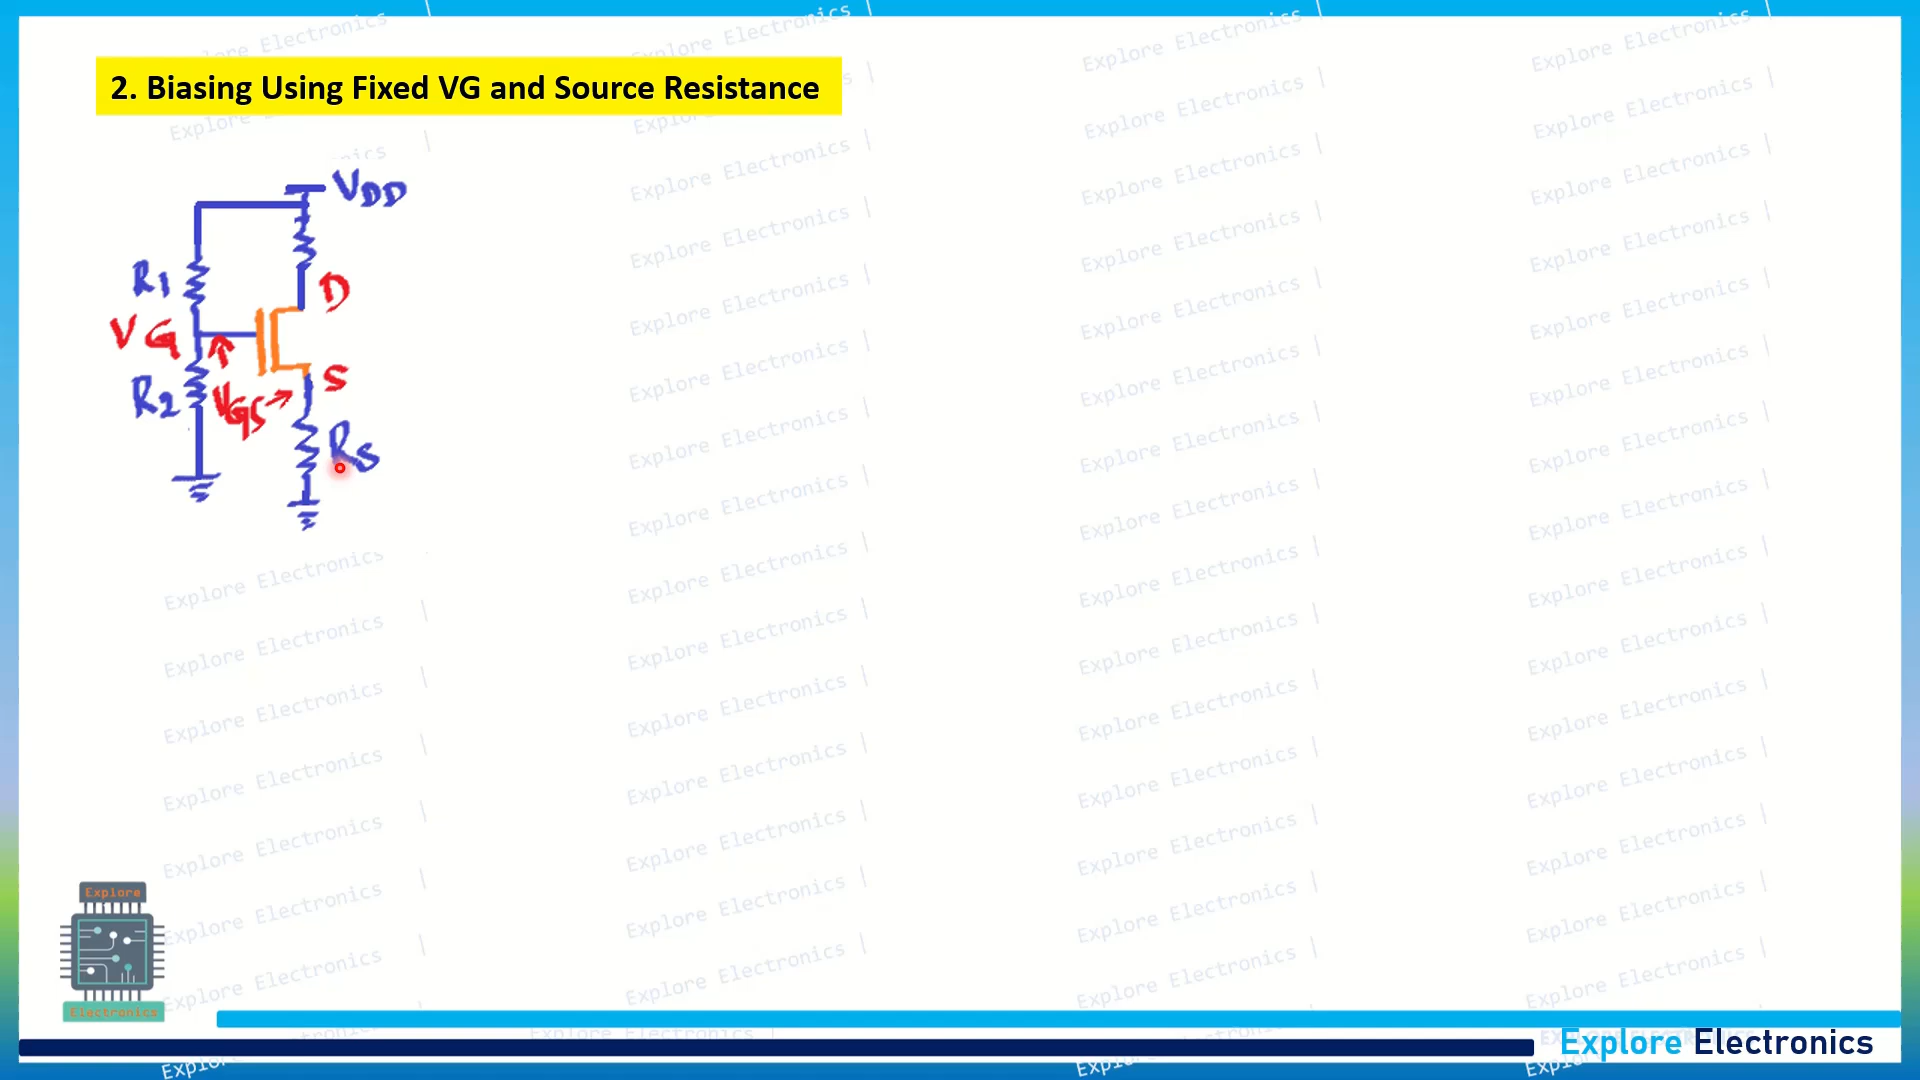 2. Biasing Using Fixed VG and Source Resistance
VDD
R1
D
VG
S
R2
VGS
RS
Explore
Electronics
Explore Electronics